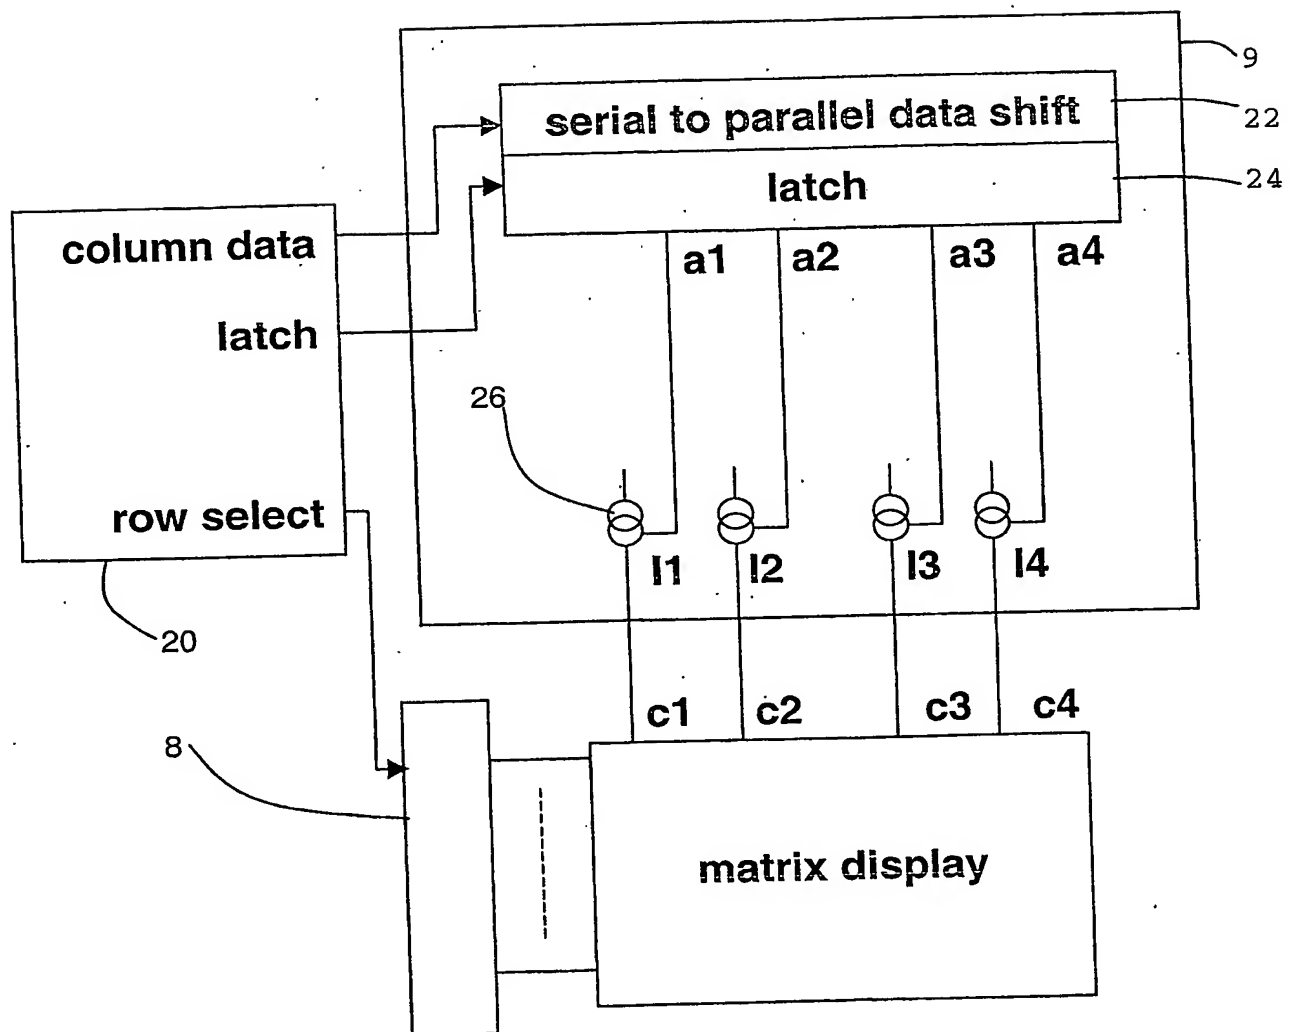 9
serial to parallel data shift
22
latch
24
column data
a1 a2 a3 a4
latch
26
row select
I1 I2 I3 I4
20
c1 c2 c3 c4
8
matrix display